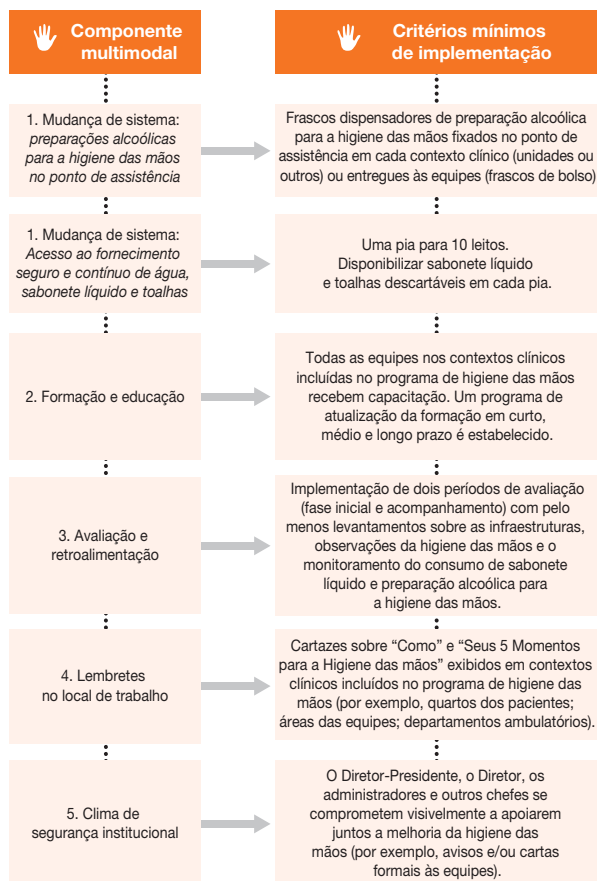 Componente
multimodal
Critérios mínimos
de implementação
1. Mudança de sistema:
preparações alcoólicas
para a higiene das mãos
no ponto de assistência
Frascos dispensadores de preparação alcoólica
para a higiene das mãos fixados no ponto de
assistência em cada contexto clínico (unidades ou
outros) ou entregues às equipes (frascos de bolso)
1. Mudança de sistema:
Acesso ao fornecimento
seguro e contínuo de água,
sabonete líquido e toalhas
Uma pia para 10 leitos.
Disponibilizar sabonete líquido
e toalhas descartáveis em cada pia.
2. Formação e educação
Todas as equipes nos contextos clínicos
incluídas no programa de higiene das mãos
recebem capacitação. Um programa de
atualização da formação em curto,
médio e longo prazo é estabelecido.
3. Avaliação e
retroalimentação
Implementação de dois períodos de avaliação
(fase inicial e acompanhamento) com pelo
menos levantamentos sobre as infraestruturas,
observações da higiene das mãos e o
monitoramento do consumo de sabonete
líquido e preparação alcoólica para
a higiene das mãos.
4. Lembretes
no local de trabalho
Cartazes sobre “Como” e “Seus 5 Momentos
para a Higiene das mãos” exibidos em contextos
clínicos incluídos no programa de higiene das
mãos (por exemplo, quartos dos pacientes;
áreas das equipes; departamentos ambulatórios).
5. Clima de
segurança institucional
O Diretor-Presidente, o Diretor, os
administradores e outros chefes se
comprometem visivelmente a apoiarem
juntos a melhoria da higiene das
mãos (por exemplo, avisos e/ou cartas
formais às equipes).